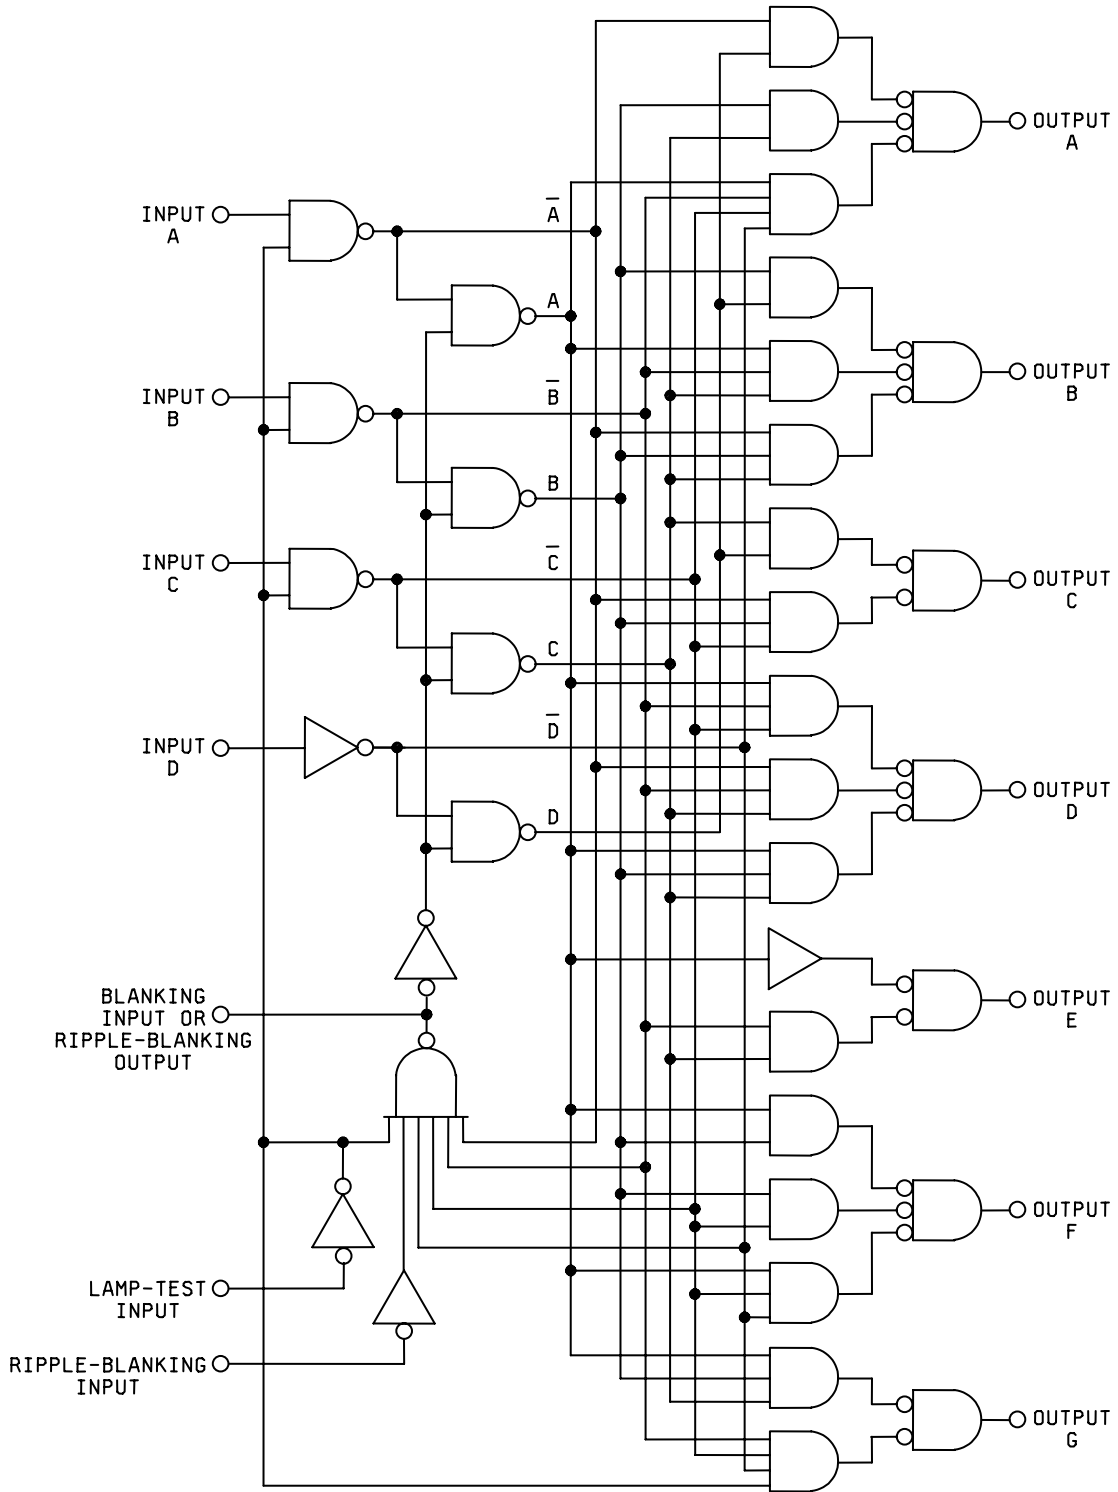 OUTPUT
A
INPUT
A
A
A
INPUT
B
B
OUTPUT
B
B
INPUT
C
C
OUTPUT
C
C
INPUT
D
D
OUTPUT
D
D
BLANKING
INPUT OR
RIPPLE-BLANKING
OUTPUT
OUTPUT
E
OUTPUT
F
LAMP-TEST
INPUT
RIPPLE-BLANKING
INPUT
OUTPUT
G